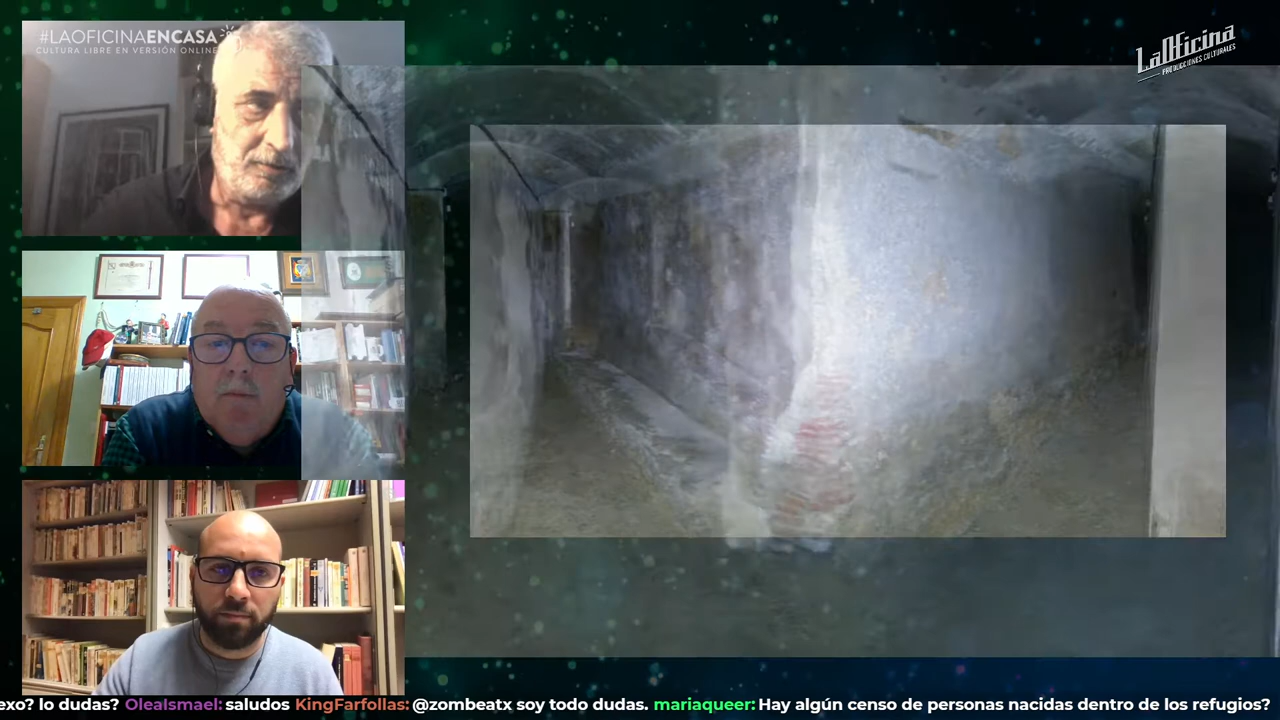 #LAOFICINAENCASA
CULTURA LIBRE EN VERSIÓN ONLINE
LaOficina
PRODUCCIONES CULTURALES
exo? lo dudas? OleaIsmael: saludos KingFarfollas: @zombeatx soy todo dudas. mariaqueer: Hay algún censo de personas nacidas dentro de los refugios?